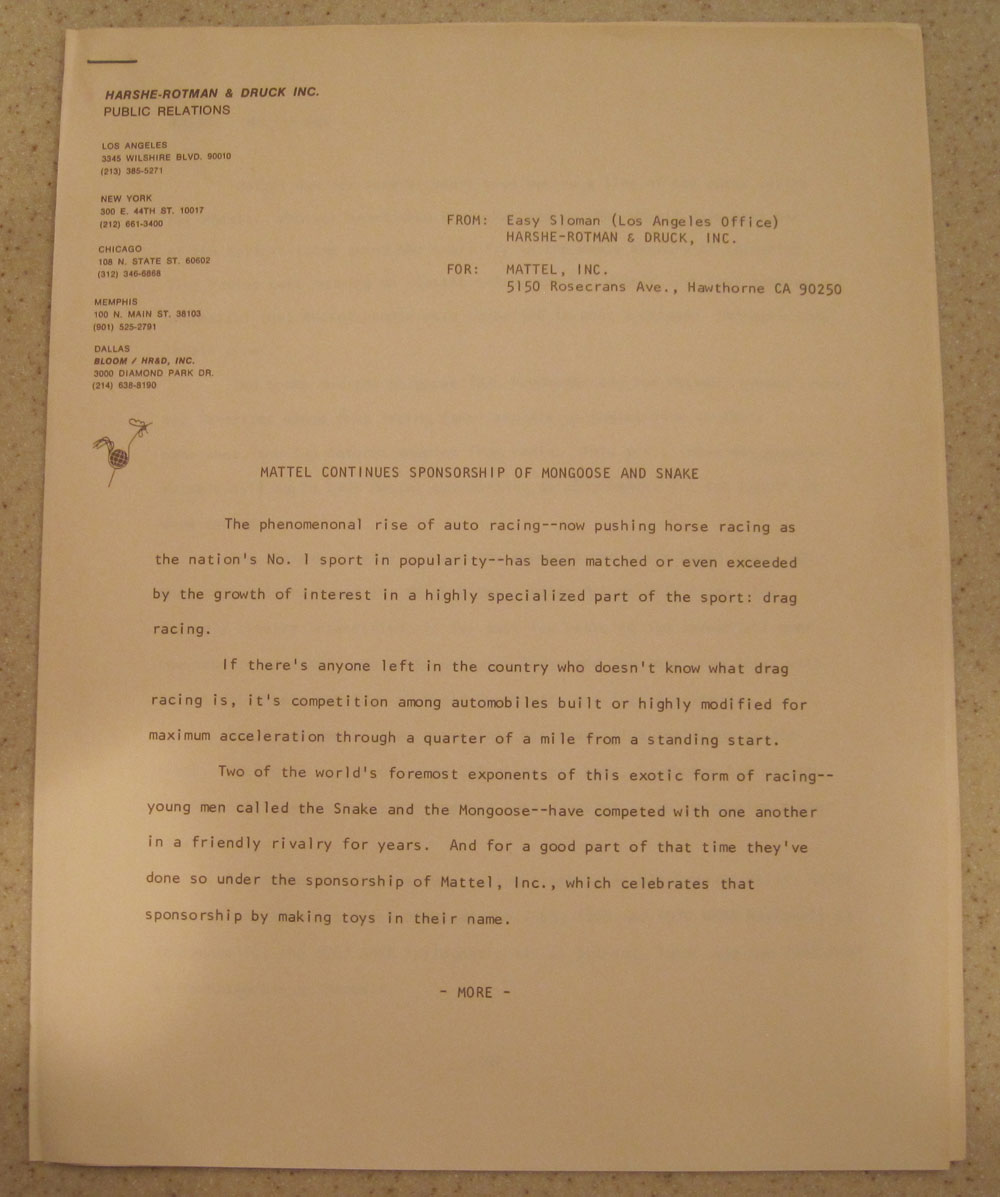 HARSHE-ROTMAN & DRUCK INC.
PUBLIC RELATIONS
LOS ANGELES
3345 WILSHIRE BLVD. 90010
(213) 385-5271
NEW YORK
300 E. 44TH ST. 10017
(212) 661-3400
CHICAGO
108 N. STATE ST. 60602
(312) 346-6868
MEMPHIS
100 N. MAIN ST. 38103
(901) 525-2791
DALLAS
BLOOM / HR&D, INC.
3000 DIAMOND PARK DR.
(214) 638-8190
FROM: Easy Sloman (Los Angeles Office)
HARSHE-ROTMAN & DRUCK, INC.
FOR: MATTEL, INC.
5150 Rosecrans Ave., Hawthorne CA 90250
MATTEL CONTINUES SPONSORSHIP OF MONGOOSE AND SNAKE
The phenomenonal rise of auto racing--now pushing horse racing as
the nation's No. 1 sport in popularity--has been matched or even exceeded
by the growth of interest in a highly specialized part of the sport: drag
racing.
If there's anyone left in the country who doesn't know what drag
racing is, it's competition among automobiles built or highly modified for
maximum acceleration through a quarter of a mile from a standing start.
Two of the world's foremost exponents of this exotic form of racing--
young men called the Snake and the Mongoose--have competed with one another
in a friendly rivalry for years. And for a good part of that time they've
done so under the sponsorship of Mattel, Inc., which celebrates that
sponsorship by making toys in their name.
- MORE -